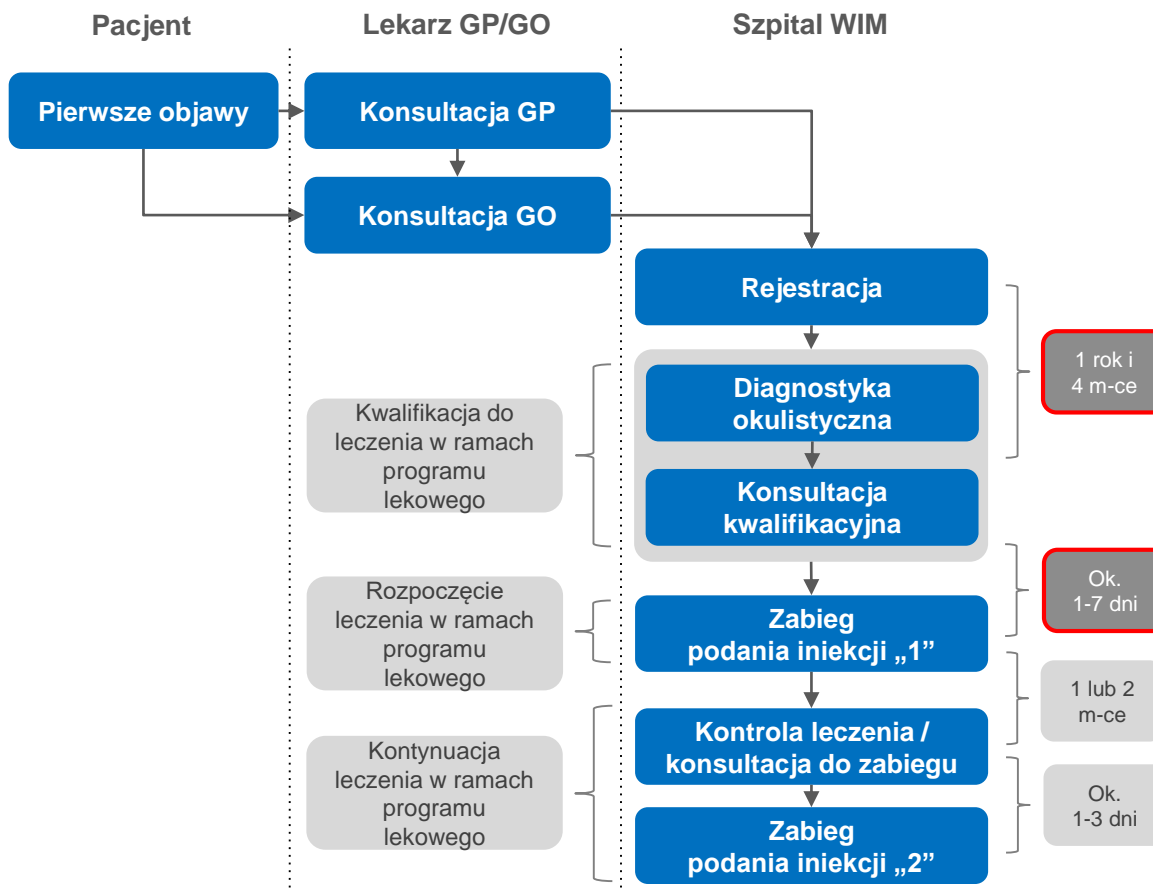 Pacjent
Lekarz GP/GO
Szpital WIM
Pierwsze objawy
Konsultacja GP
Konsultacja GO
Rejestracja
1 rok i
4 m-ce
Diagnostyka
okulistyczna
Kwalifikacja do
leczenia w ramach
programu
lekowego
Konsultacja
kwalifikacyjna
Ok.
1-7 dni
Rozpoczęcie
leczenia w ramach
programu
lekowego
Zabieg
podania iniekcji „1”
1 lub 2
m-ce
Kontrola leczenia /
konsultacja do zabiegu
Kontynuacja
leczenia w ramach
programu
lekowego
Ok.
1-3 dni
Zabieg
podania iniekcji „2”